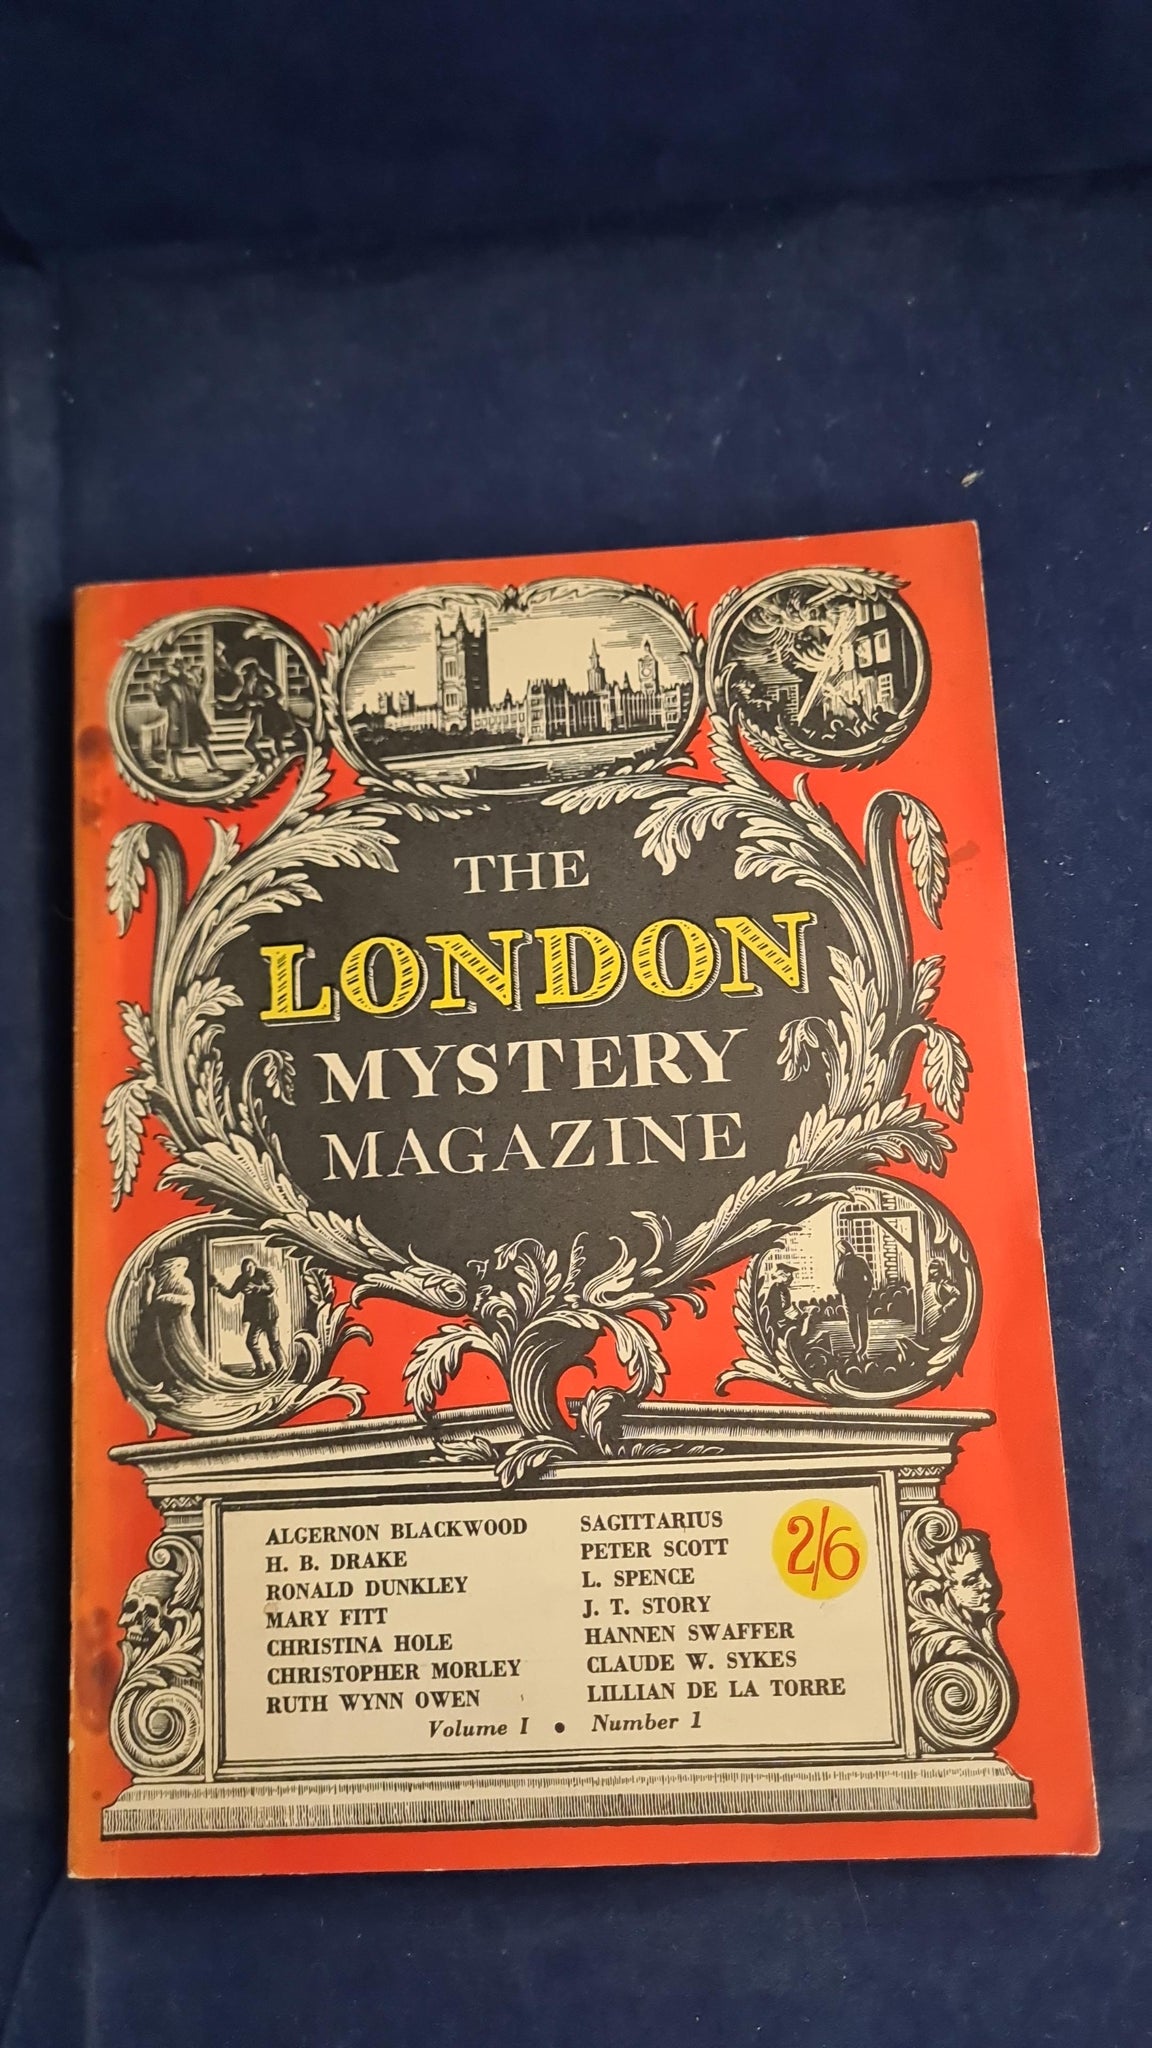 THE
LONDON
MYSTERY
MAGAZINE
ALGERNON BLACKWOOD
H. B. DRAKE
RONALD DUNKLEY
MARY FITT
CHRISTINA HOLE
CHRISTOPHER MORLEY
RUTH WYNN OWEN
SAGITTARIUS
PETER SCOTT
L. SPENCE
J. T. STORY
HANNEN SWAFFER
CLAUDE W. SYKES
LILLIAN DE LA TORRE
2/6
Volume I • Number 1